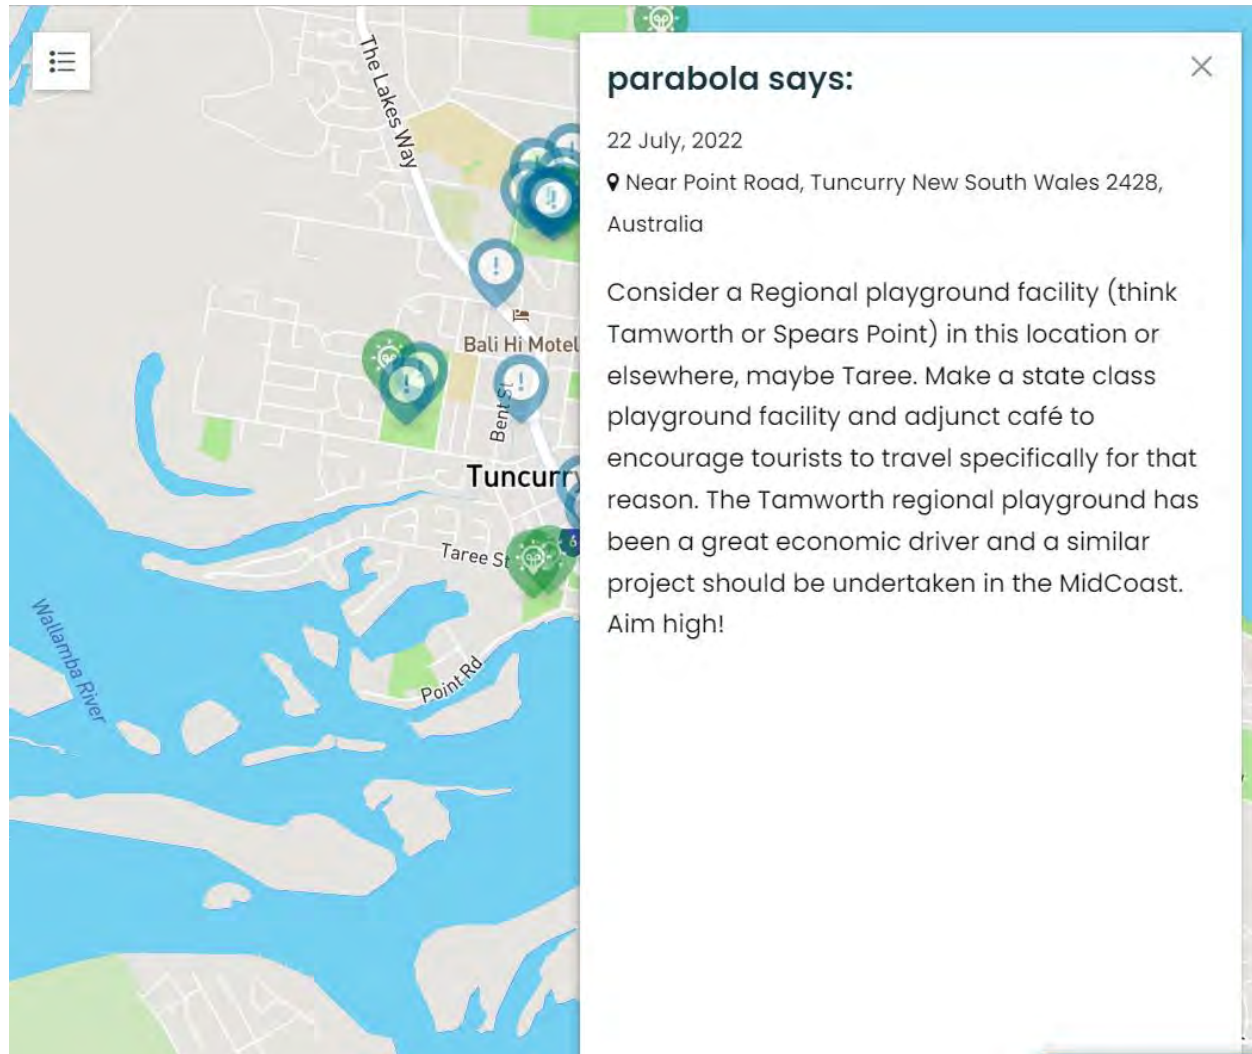 The Lakes Way
Bali Hi Motel
Bent St
Tuncurry
6
Taree St
Point Rd
Wallamba River
parabola says:
22 July, 2022
Near Point Road, Tuncurry New South Wales 2428,
Australia
Consider a Regional playground facility (think
Tamworth or Spears Point) in this location or
elsewhere, maybe Taree. Make a state class
playground facility and adjunct café to
encourage tourists to travel specifically for that
reason. The Tamworth regional playground has
been a great economic driver and a similar
project should be undertaken in the MidCoast.
Aim high!